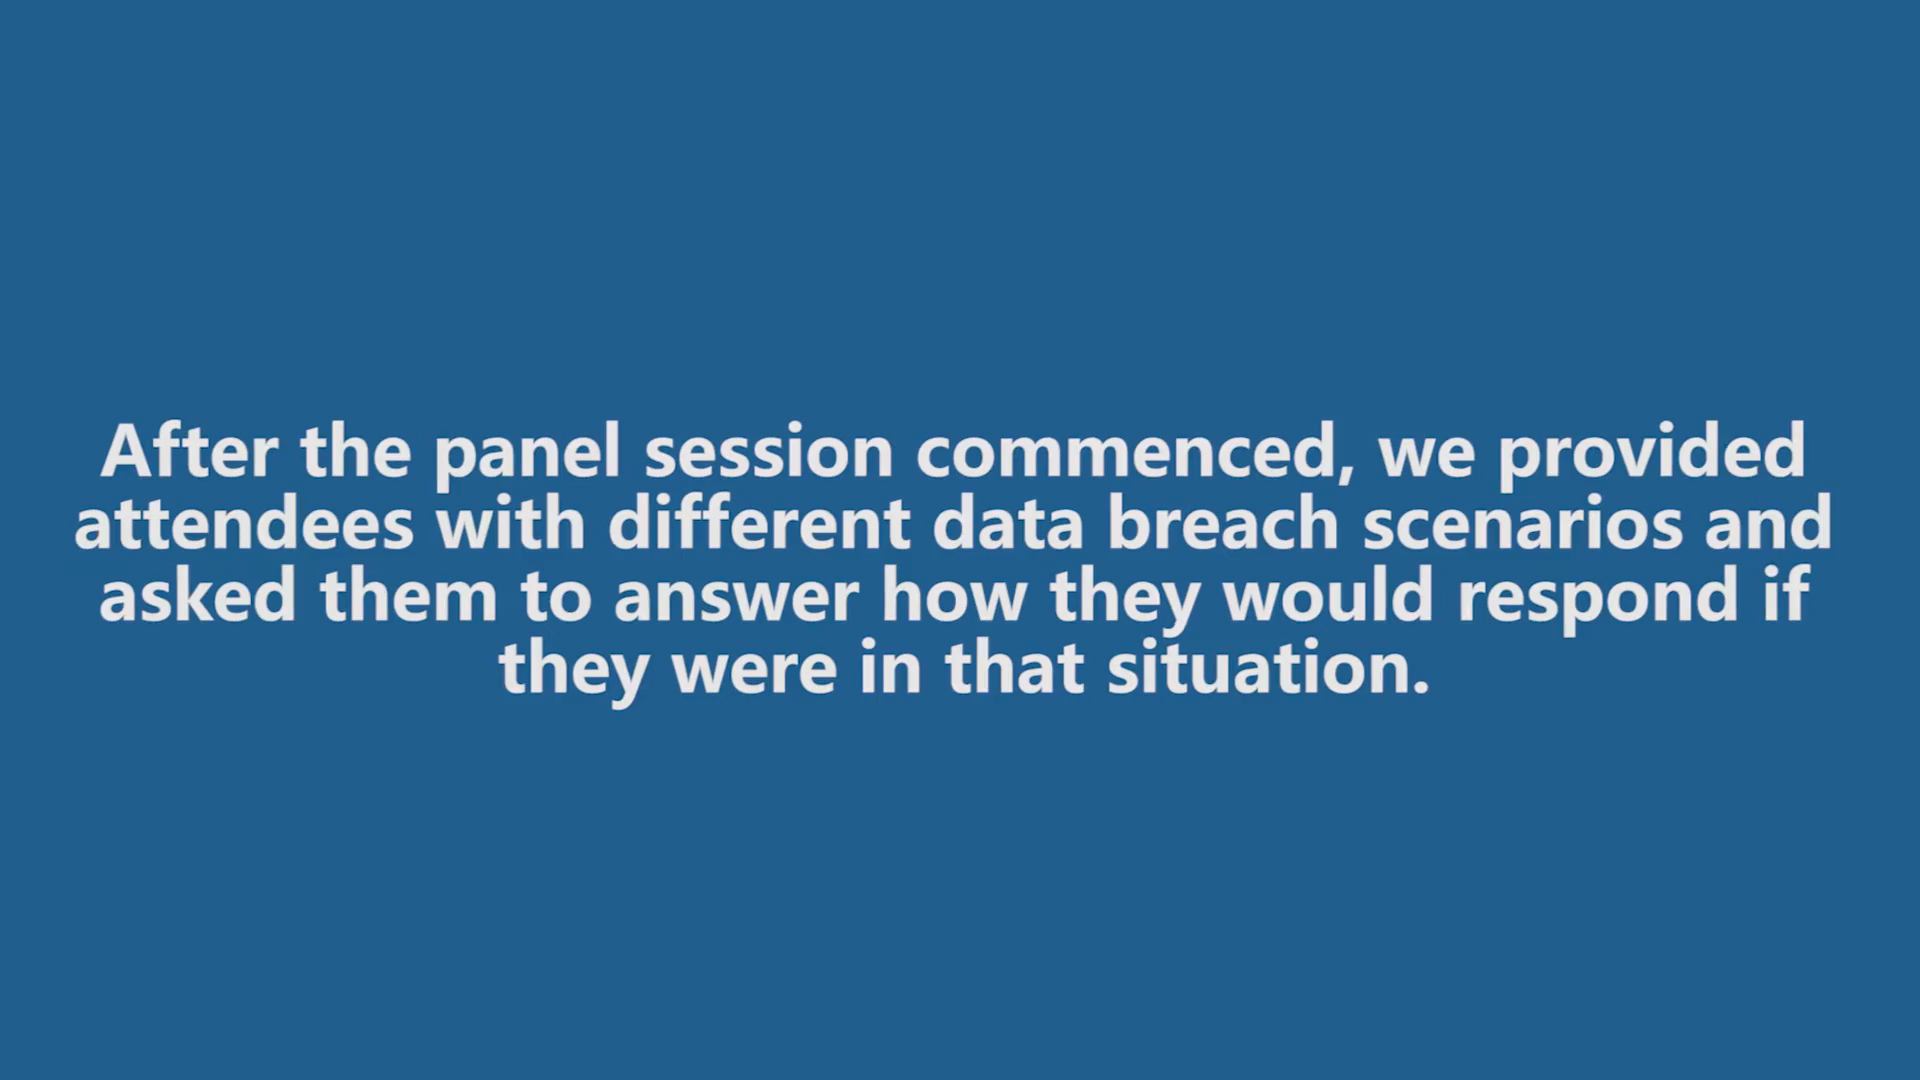 After the panel session commenced, we provided
attendees with different data breach scenarios and
asked them to answer how they would respond if
they were in that situation.